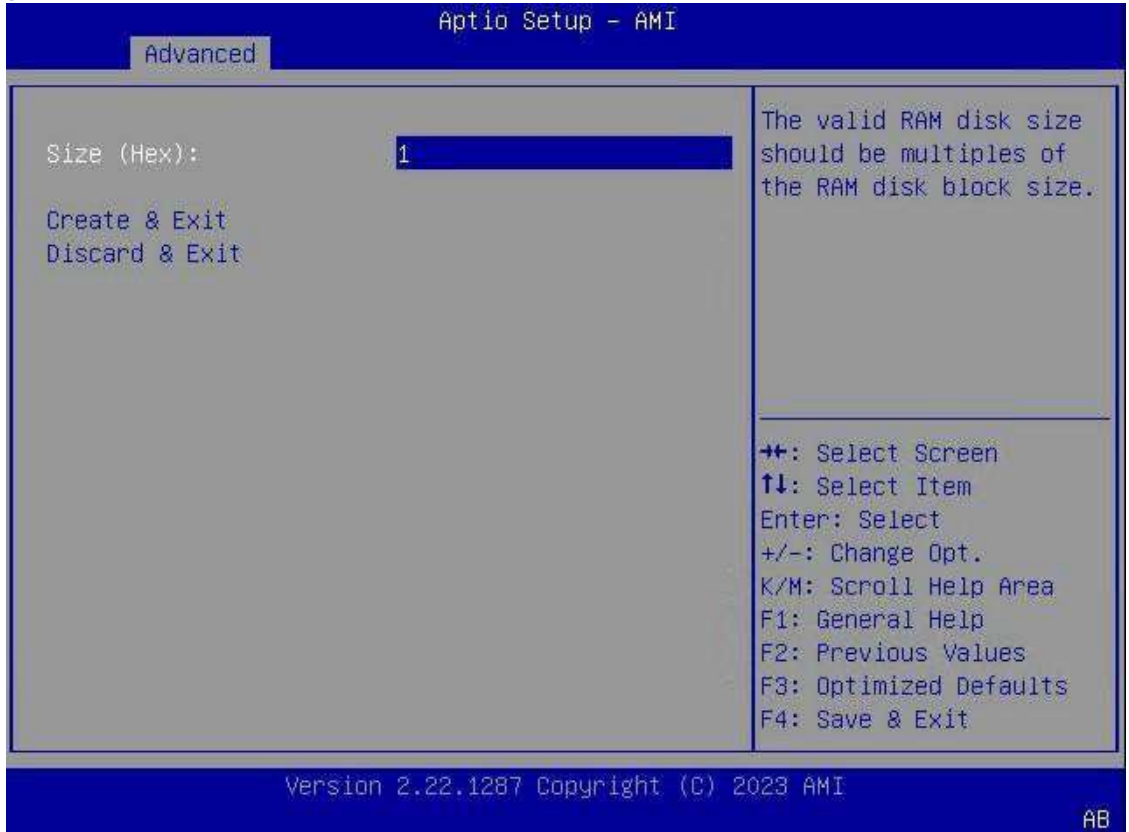 Aptio Setup – AMI
Advanced
Size (Hex): 1
Create & Exit
Discard & Exit
The valid RAM disk size
should be multiples of
the RAM disk block size.
→←: Select Screen
↑↓: Select Item
Enter: Select
+/-: Change Opt.
K/M: Scroll Help Area
F1: General Help
F2: Previous Values
F3: Optimized Defaults
F4: Save & Exit
Version 2.22.1287 Copyright (C) 2023 AMI
AB